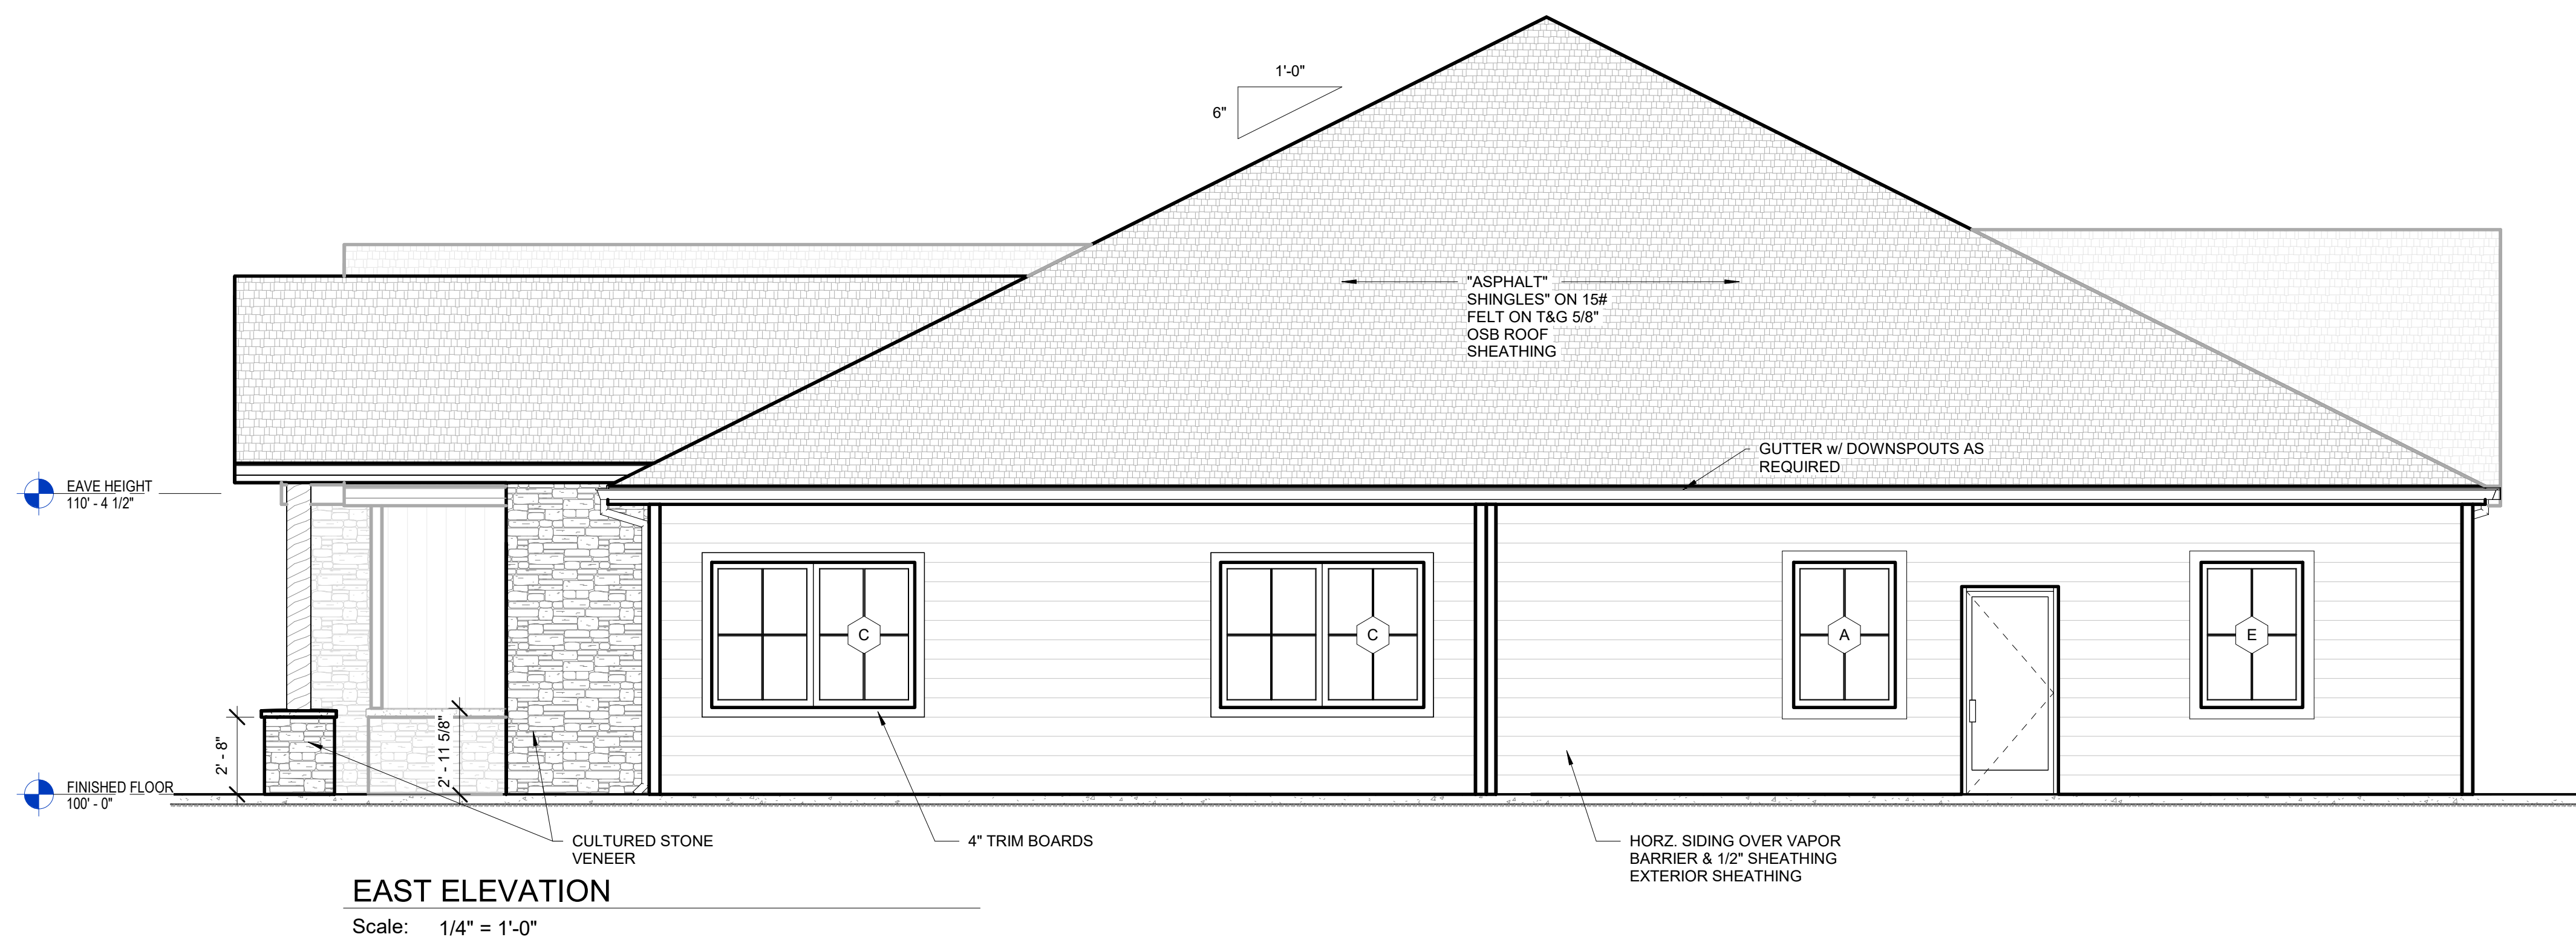 1'-0"
6"
"ASPHALT"
SHINGLES" ON 15#
FELT ON T&G 5/8"
OSB ROOF
SHEATHING
GUTTER w/ DOWNSPOUTS AS
REQUIRED
EAVE HEIGHT
110' - 4 1/2"
C
C
A
E
2' - 8"
2' - 11 5/8"
FINISHED FLOOR
100' - 0"
CULTURED STONE
VENEER
4" TRIM BOARDS
HORZ. SIDING OVER VAPOR
BARRIER & 1/2" SHEATHING
EXTERIOR SHEATHING
EAST ELEVATION
Scale: 1/4" = 1'-0"